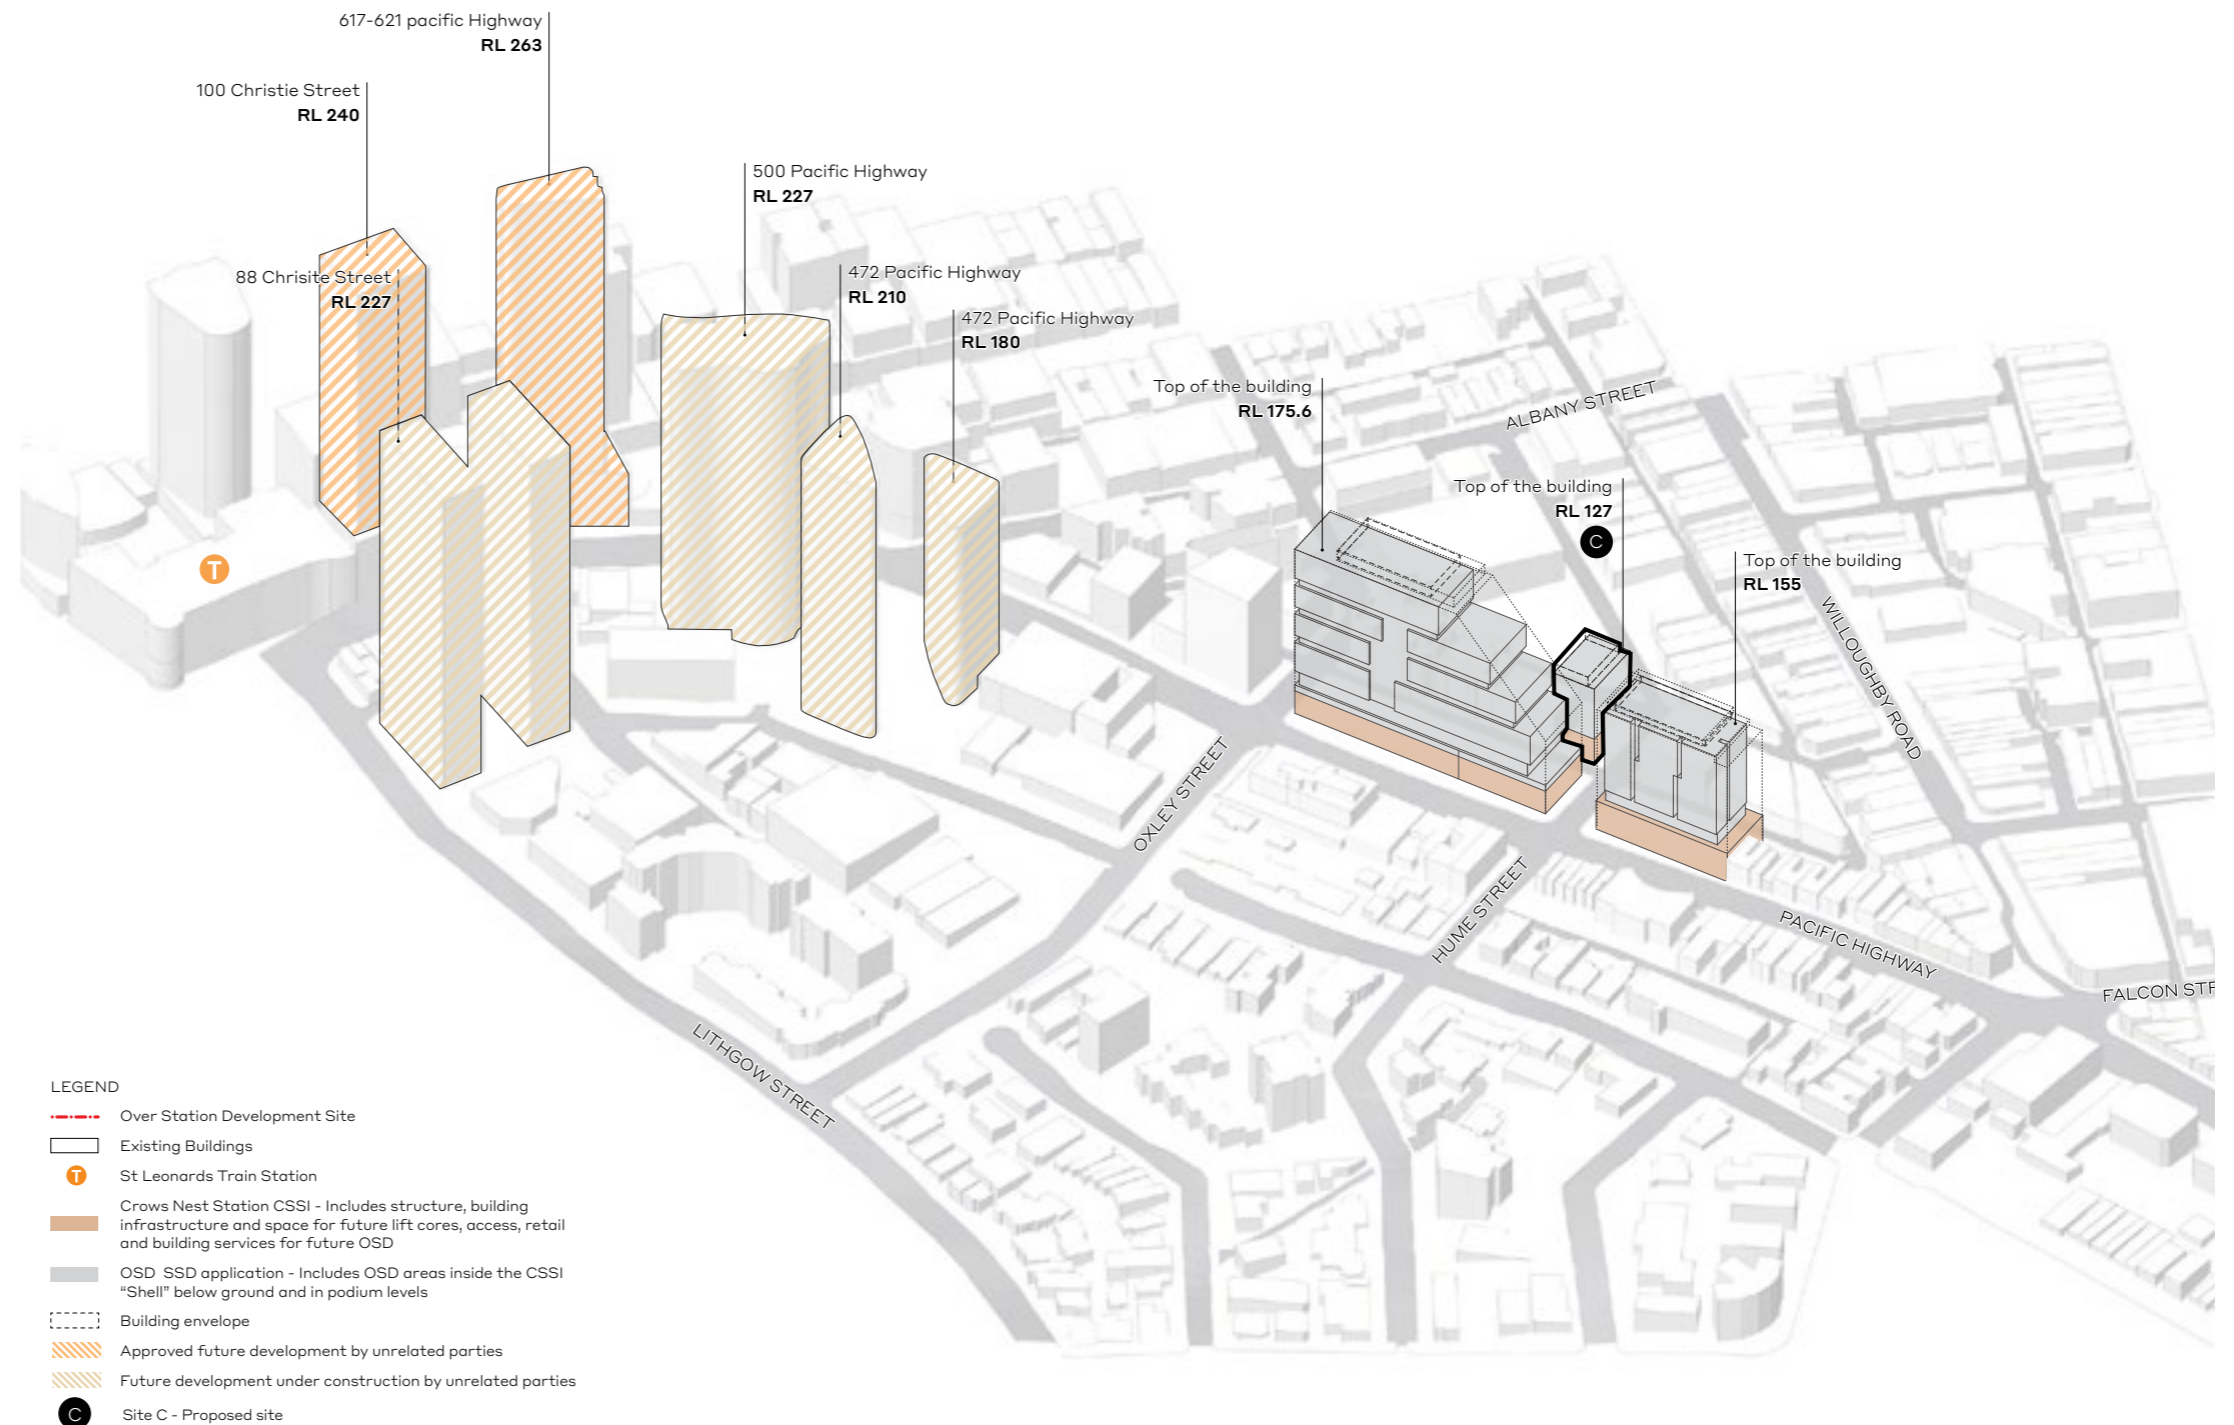 617-621 pacific Highway
RL 263
100 Christie Street
RL 240
500 Pacific Highway
RL 227
88 Chrisite Street
RL 227
472 Pacific Highway
RL 210
472 Pacific Highway
RL 180
Top of the building
RL 175.6
ALBANY STREET
Top of the building
RL 127
C
Top of the building
RL 155
T
WILLOUGHBY ROAD
OXLEY STREET
HUME STREET
PACIFIC HIGHWAY
FALCON STR
LITHGOW STREET
LEGEND
Over Station Development Site
Existing Buildings
T St Leonards Train Station
Crows Nest Station CSSI - Includes structure, building
infrastructure and space for future lift cores, access, retail
and building services for future OSD
OSD SSD application - Includes OSD areas inside the CSSI
“Shell” below ground and in podium levels
Building envelope
Approved future development by unrelated parties
Future development under construction by unrelated parties
C Site C - Proposed site